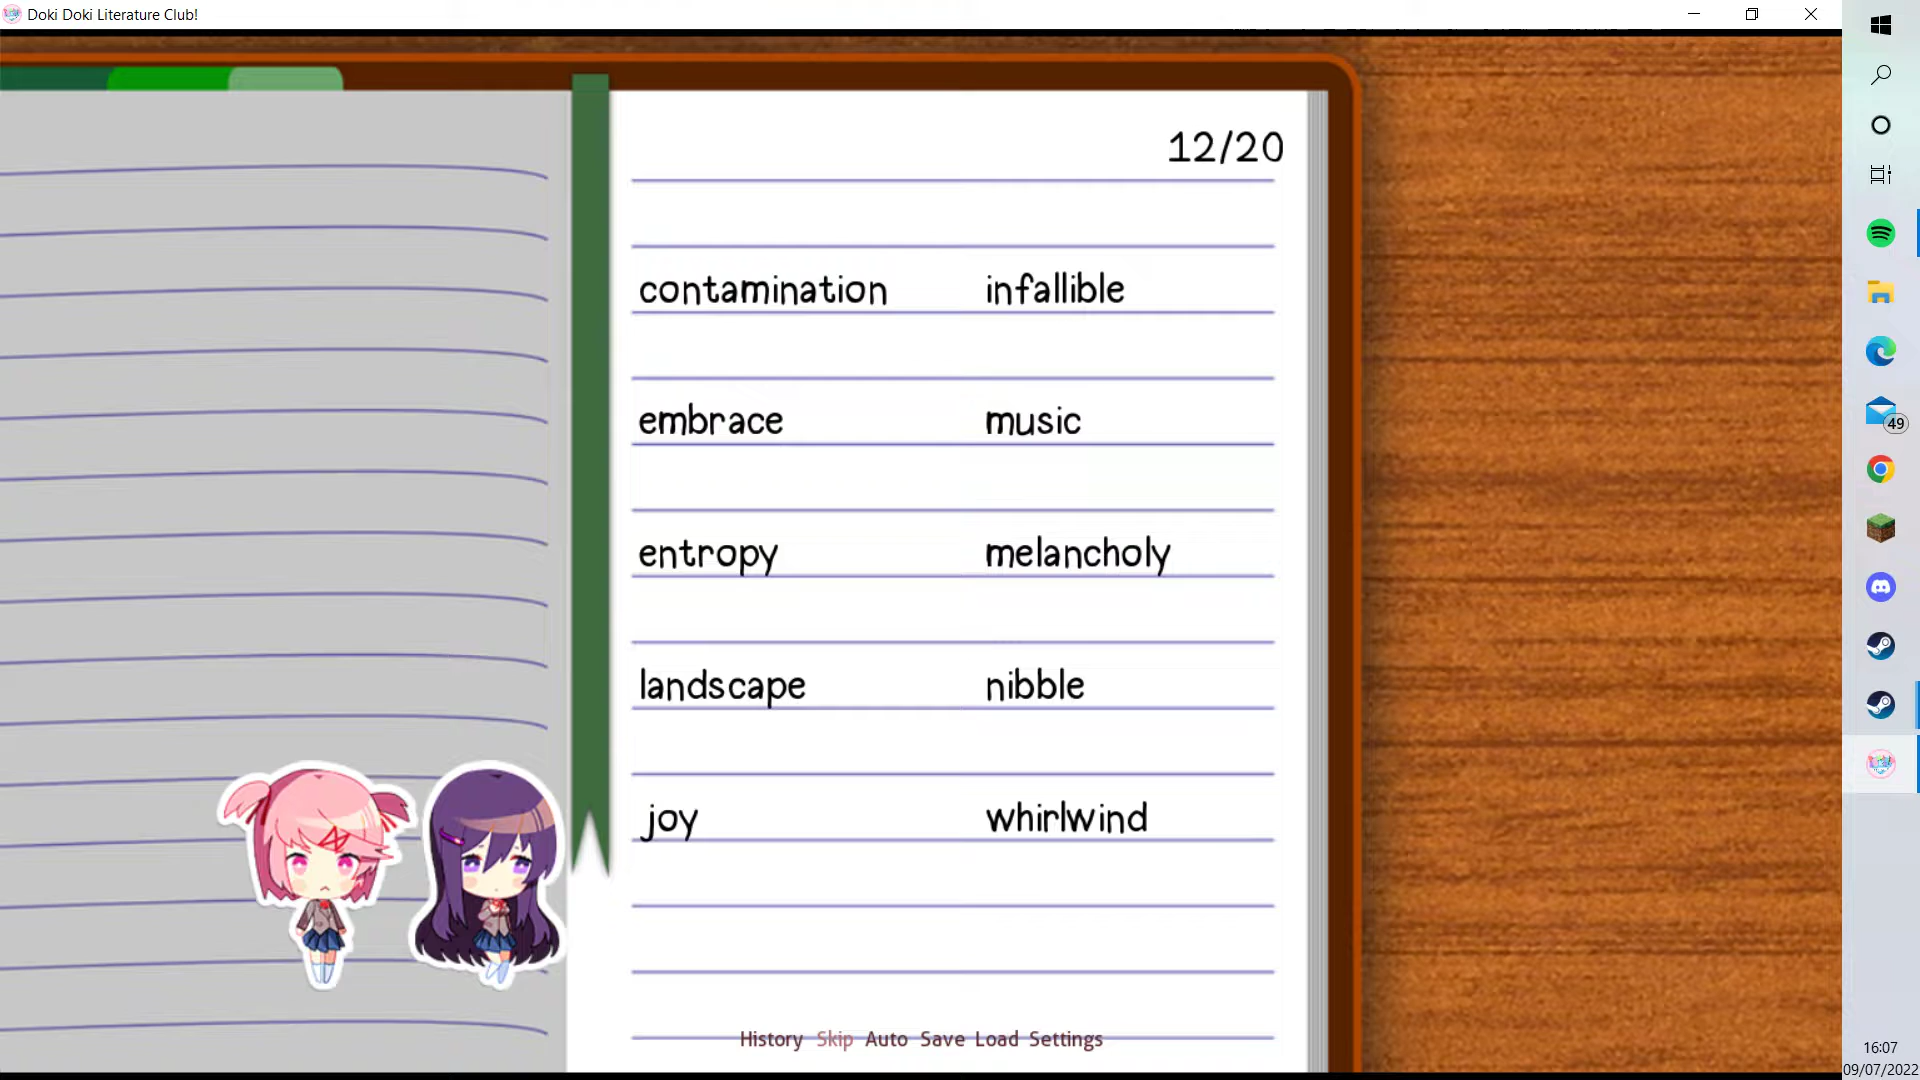 Doki Doki Literature Club!
12/20
contamination infallible
embrace music
entropy melancholy
landscape nibble
joy whirlwind
History Skip Auto Save Load Settings
49
16:07
09/07/2022